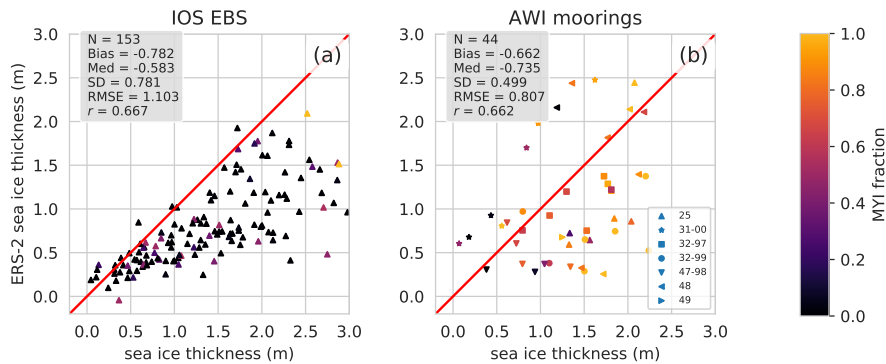 IOS EBS
AWI moorings
N = 153
Bias = -0.782
Med = -0.583
SD = 0.781
RMSE = 1.103
r = 0.667
(a)
N = 44
Bias = -0.662
Med = -0.735
SD = 0.499
RMSE = 0.807
r = 0.662
(b)
3.0
2.5
2.0
1.5
1.0
0.5
0.0
ERS-2 sea ice thickness (m)
0.0 0.5 1.0 1.5 2.0 2.5 3.0
sea ice thickness (m)
3.0
2.5
2.0
1.5
1.0
0.5
0.0
25
31-00
32-97
32-99
47-98
48
49
0.0 0.5 1.0 1.5 2.0 2.5 3.0
sea ice thickness (m)
1.0
0.8
0.6
0.4
0.2
0.0
MYI fraction